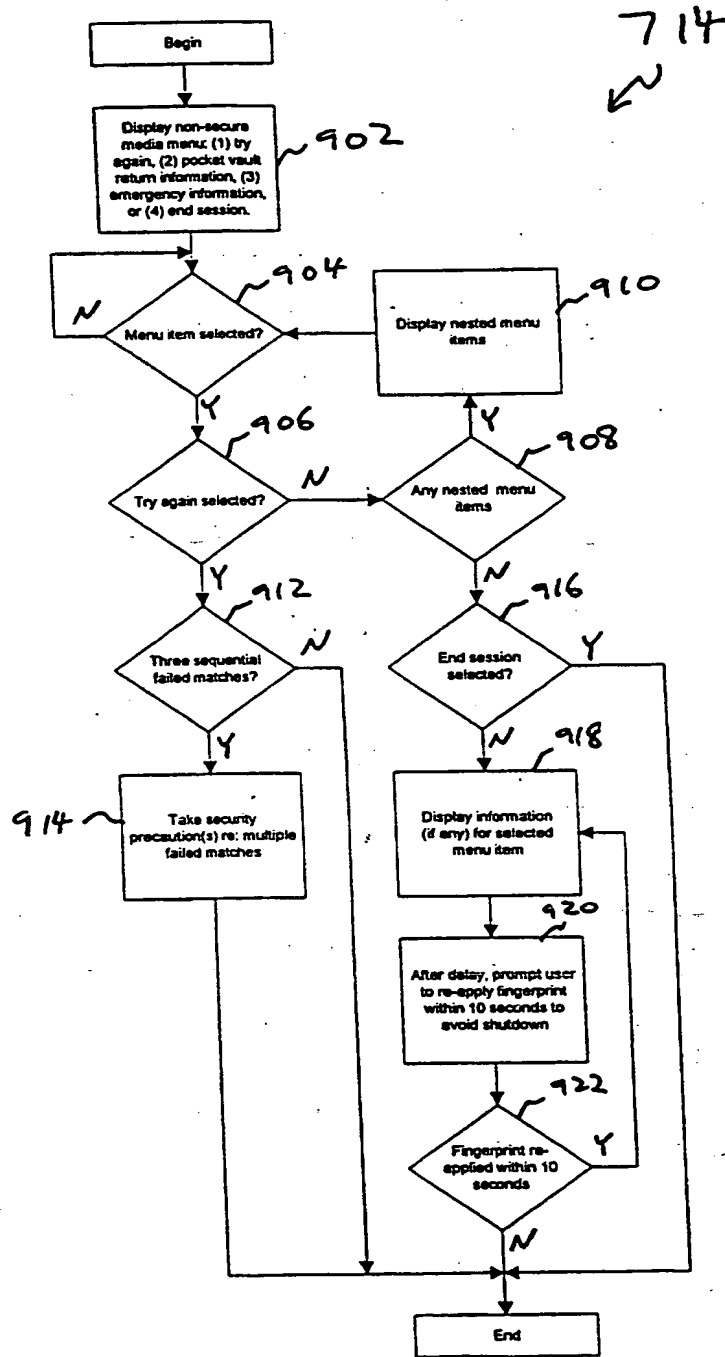 714
Begin
Display non-secure
media menu: (1) try
again, (2) pocket vault
return information, (3)
emergency information,
or (4) end session.
902
904
Menu item selected?
N
Y
910
Display nested menu
items
906
Try again selected?
N
Y
908
Any nested menu
items
Y
N
912
Three sequential
failed matches?
N
Y
916
End session
selected?
Y
N
914
Take security
precaution(s) re: multiple
failed matches
918
Display information
(if any) for selected
menu item
920
After delay, prompt user
to re-apply fingerprint
within 10 seconds to
avoid shutdown
922
Fingerprint re-
applied within 10
seconds
Y
N
End